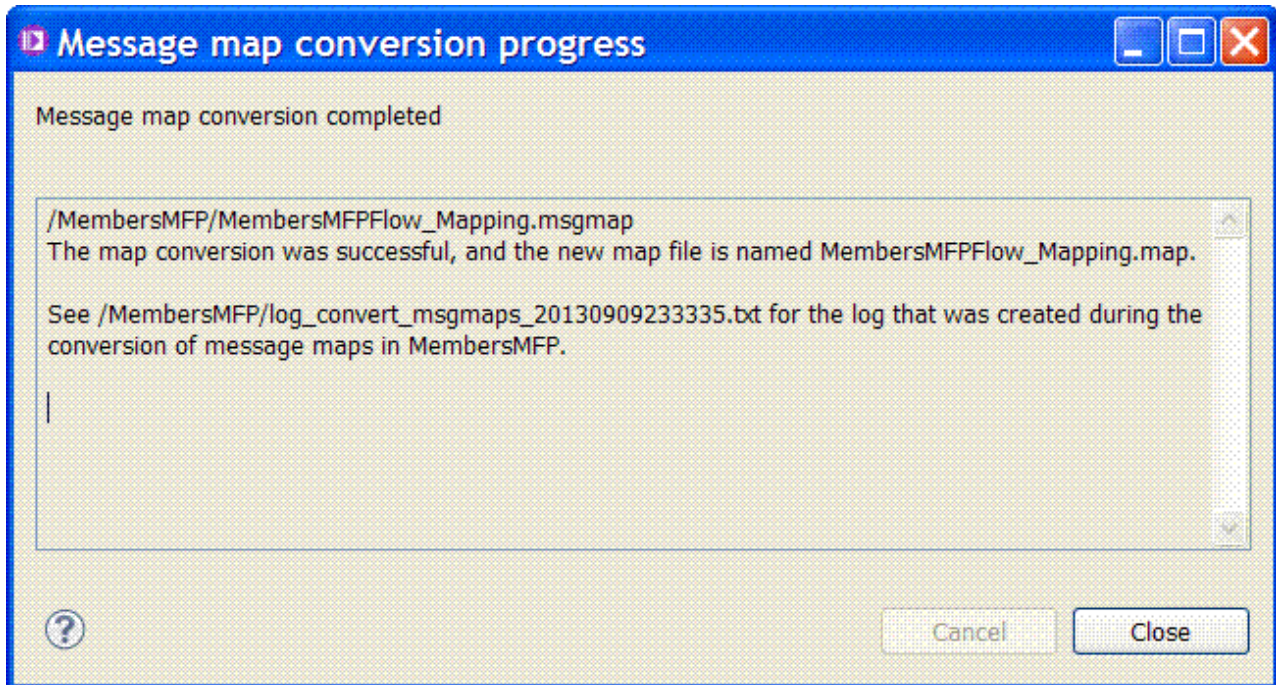 Message map conversion progress
Message map conversion completed
/MembersMFP/MembersMFPFlow_Mapping.msgmap
The map conversion was successful, and the new map file is named MembersMFPFlow_Mapping.map.
See /MembersMFP/log_convert_msgmaps_20130909233335.txt for the log that was created during the
conversion of message maps in MembersMFP.
?
Cancel
Close